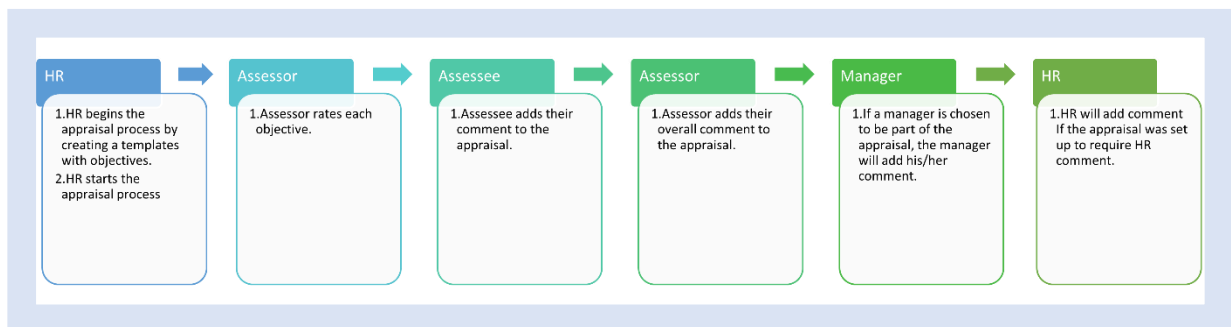 HR
1.HR begins the
appraisal process by
creating a templates
with objectives.
2.HR starts the
appraisal process
Assessor
1.Assessor rates each
objective.
Assessee
1.Assessee adds their
comment to the
appraisal.
Assessor
1.Assessor adds their
overall comment to
the appraisal.
Manager
1.If a manager is chosen
to be part of the
appraisal, the manager
will add his/her
comment.
HR
1.HR will add comment
If the appraisal was set
up to require HR
comment.